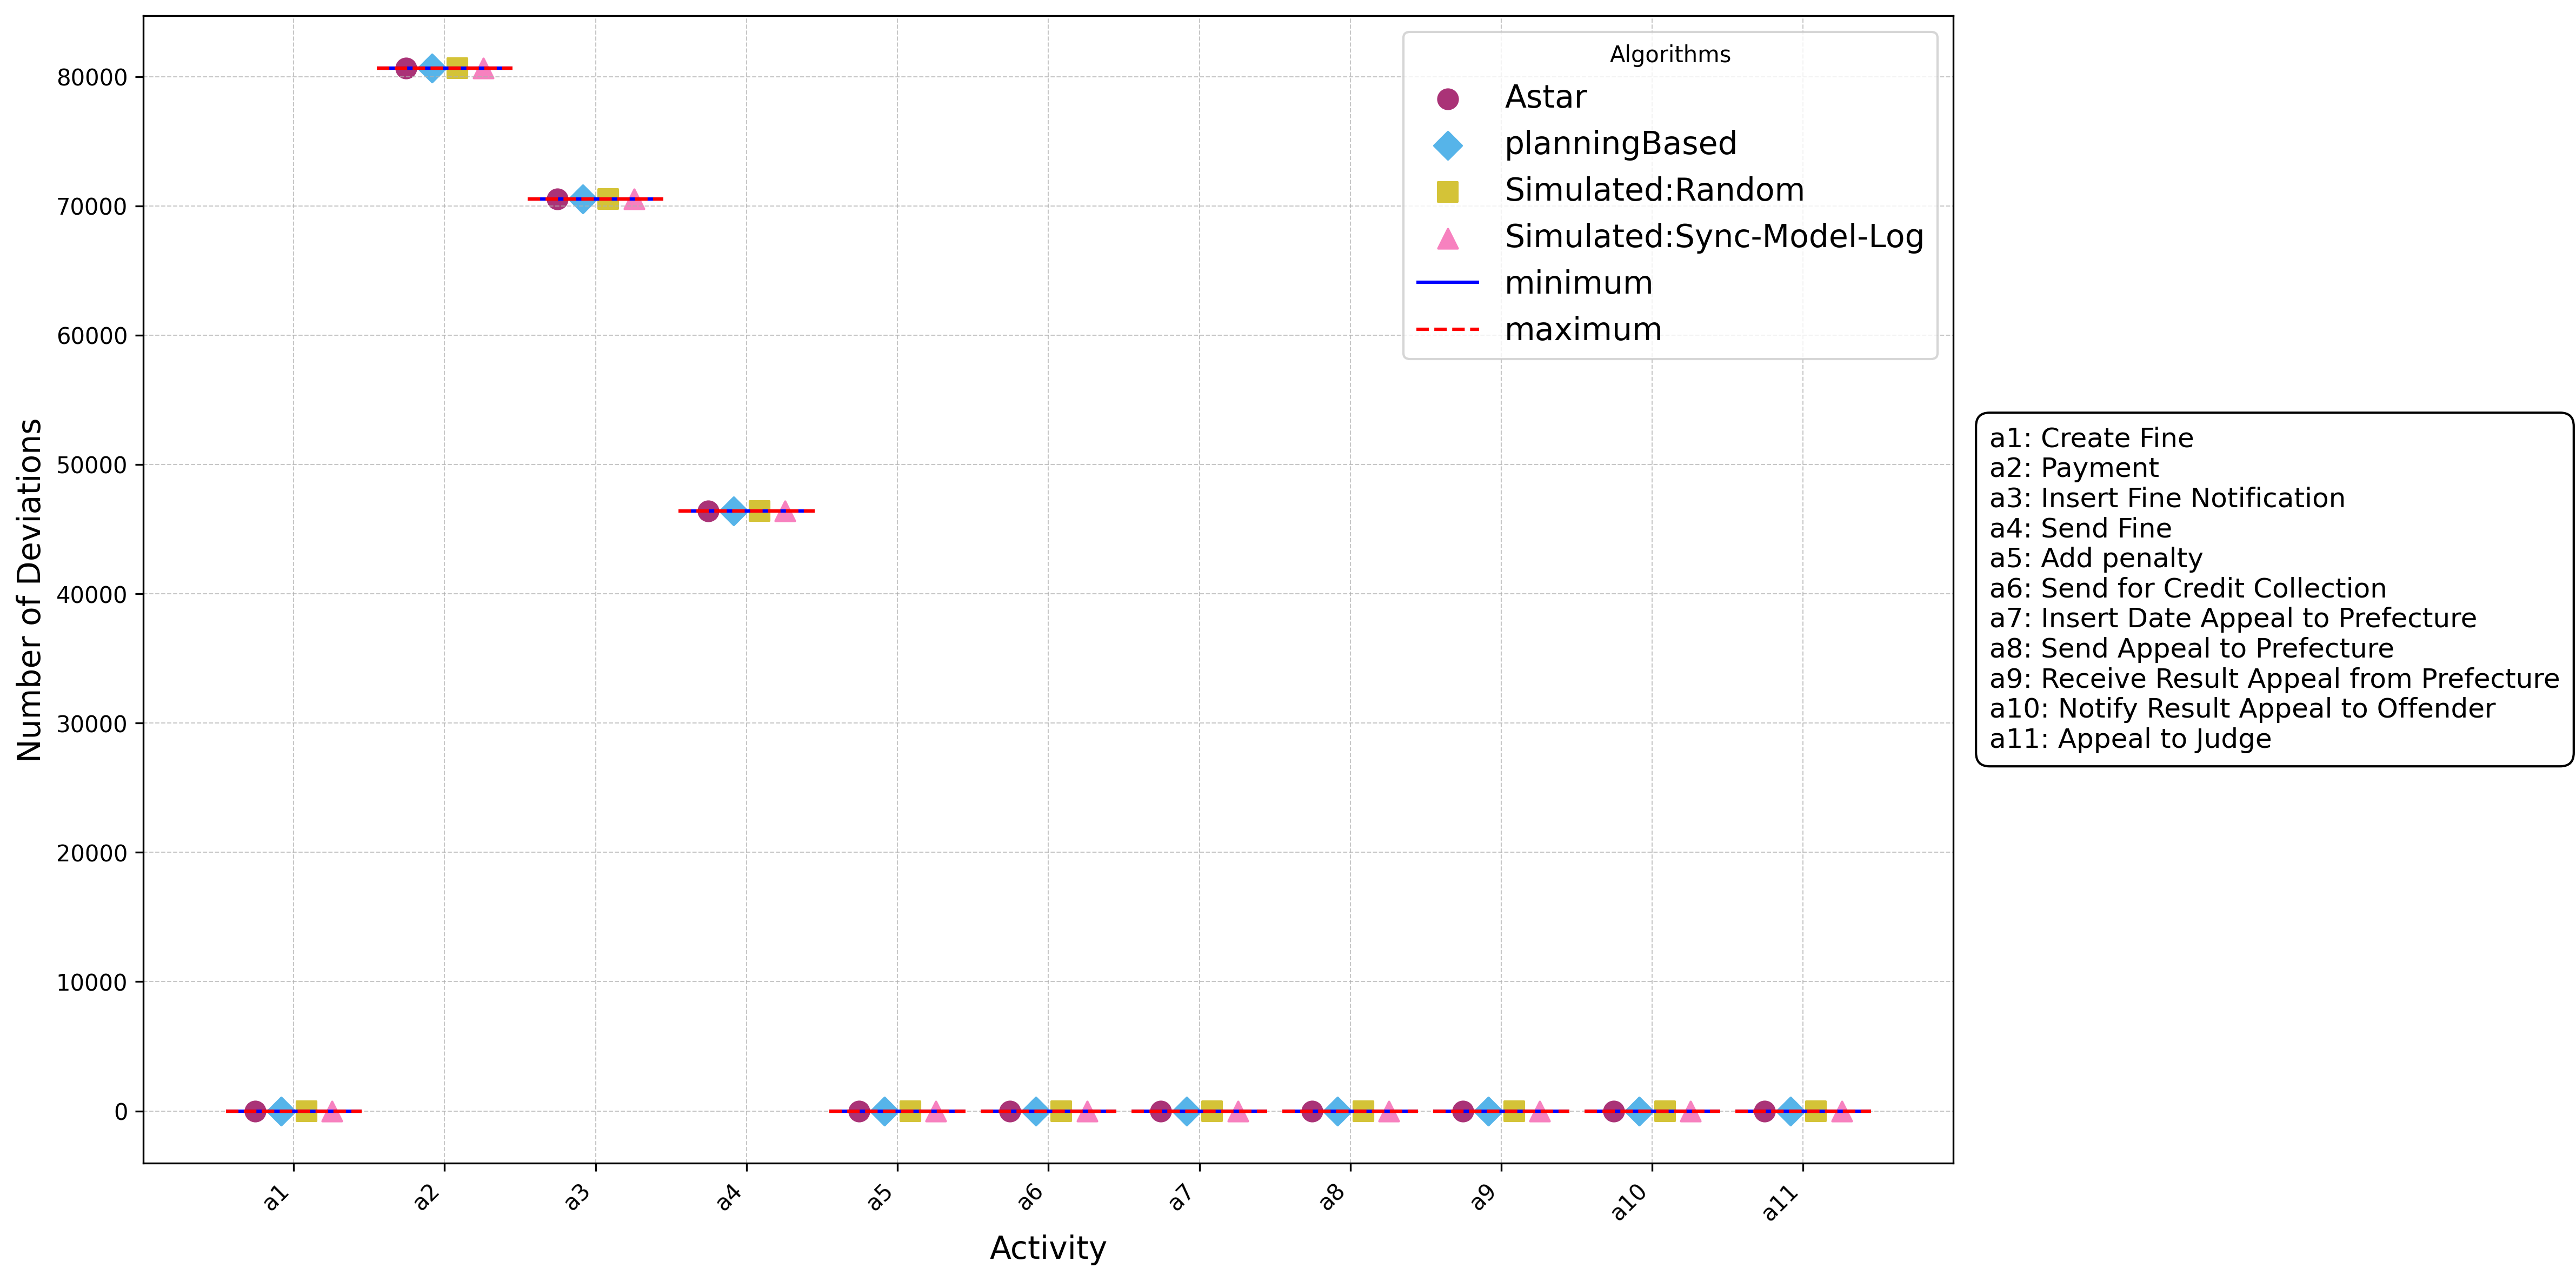 Number of Deviations
80000
70000
60000
50000
40000
30000
20000
10000
0
a1
a2
a3
a4
a5
a6
a7
a8
a9
a10
a11
Activity
Algorithms
Astar
planningBased
Simulated:Random
Simulated:Sync-Model-Log
minimum
maximum
a1: Create Fine
a2: Payment
a3: Insert Fine Notification
a4: Send Fine
a5: Add penalty
a6: Send for Credit Collection
a7: Insert Date Appeal to Prefecture
a8: Send Appeal to Prefecture
a9: Receive Result Appeal from Prefecture
a10: Notify Result Appeal to Offender
a11: Appeal to Judge